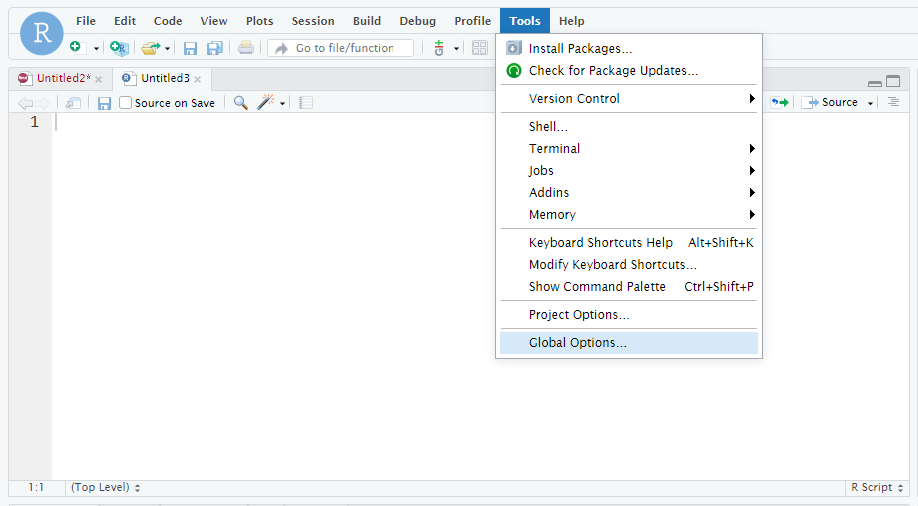 R
File Edit Code View Plots Session Build Debug Profile Tools Help
Go to file/function
Untitled2* Untitled3
Source on Save
Source
1
Install Packages...
Check for Package Updates...
Version Control
Shell...
Terminal
Jobs
Addins
Memory
Keyboard Shortcuts Help Alt+Shift+K
Modify Keyboard Shortcuts...
Show Command Palette Ctrl+Shift+P
Project Options...
Global Options...
1:1 (Top Level) R Script